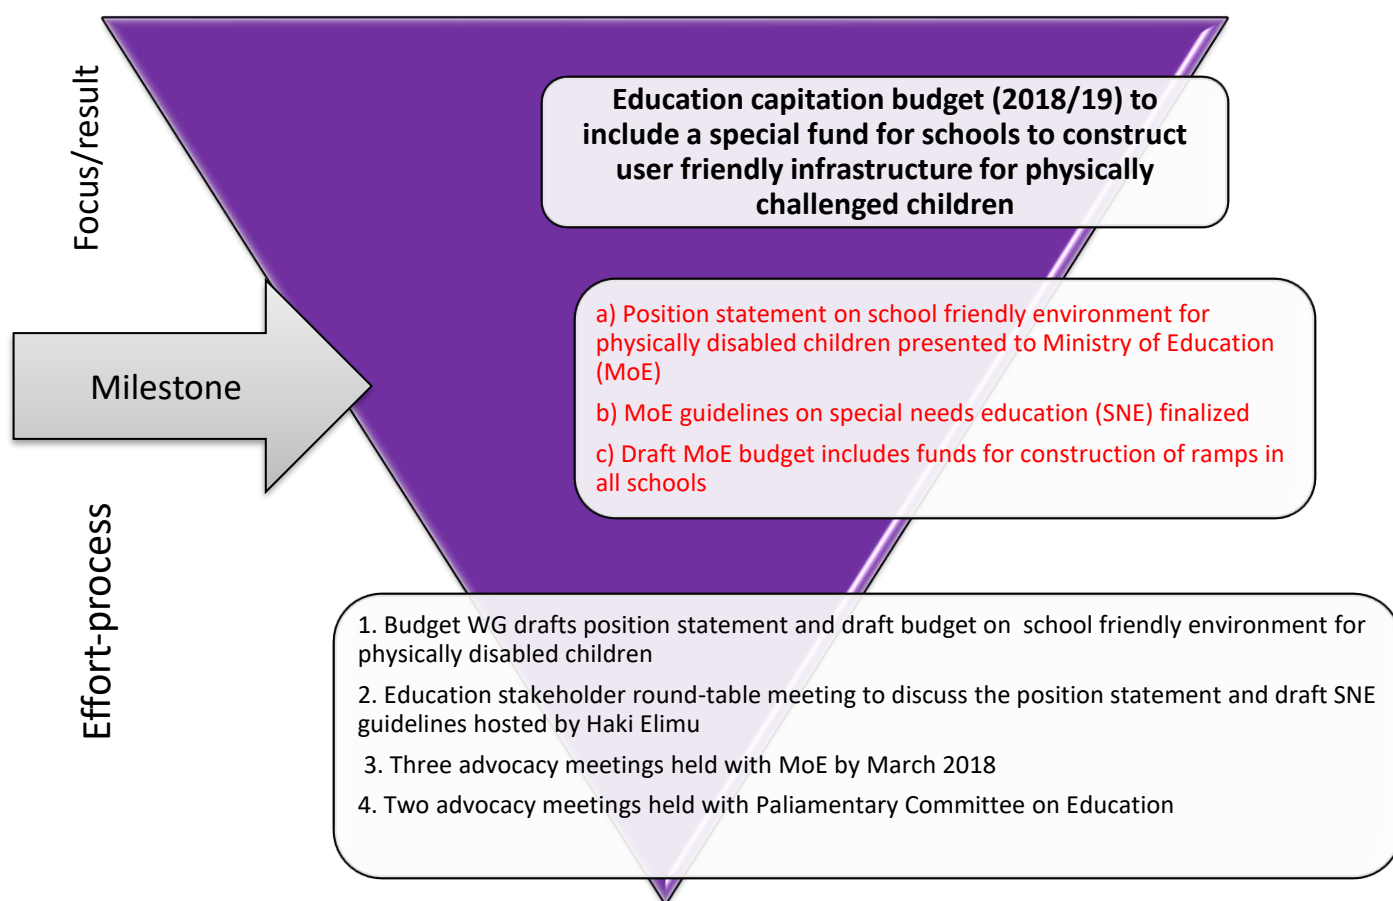 Focus/result
Education capitation budget (2018/19) to
include a special fund for schools to construct
user friendly infrastructure for physically
challenged children
Milestone
a) Position statement on school friendly environment for
physically disabled children presented to Ministry of Education
(MoE)
b) MoE guidelines on special needs education (SNE) finalized
c) Draft MoE budget includes funds for construction of ramps in
all schools
Effort-process
1. Budget WG drafts position statement and draft budget on  school friendly environment for
physically disabled children
2. Education stakeholder round-table meeting to discuss the position statement and draft SNE
guidelines hosted by Haki Elimu
3. Three advocacy meetings held with MoE by March 2018
4. Two advocacy meetings held with Paliamentary Committee on Education